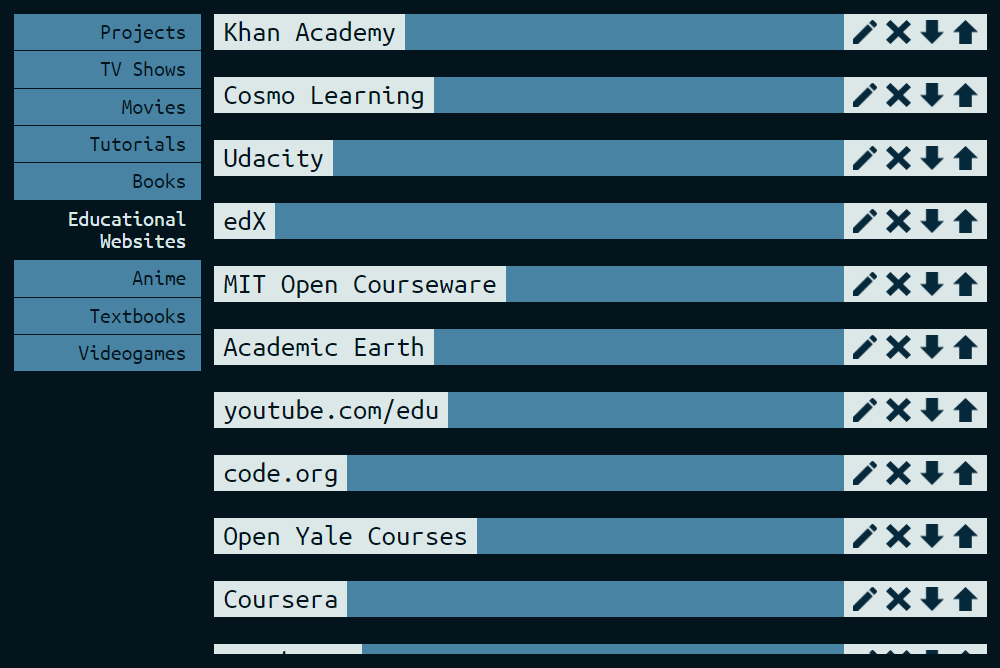 Projects
TV Shows
Movies
Tutorials
Books
Educational
Websites
Anime
Textbooks
Videogames
Khan Academy
Cosmo Learning
Udacity
edX
MIT Open Courseware
Academic Earth
youtube.com/edu
code.org
Open Yale Courses
Coursera